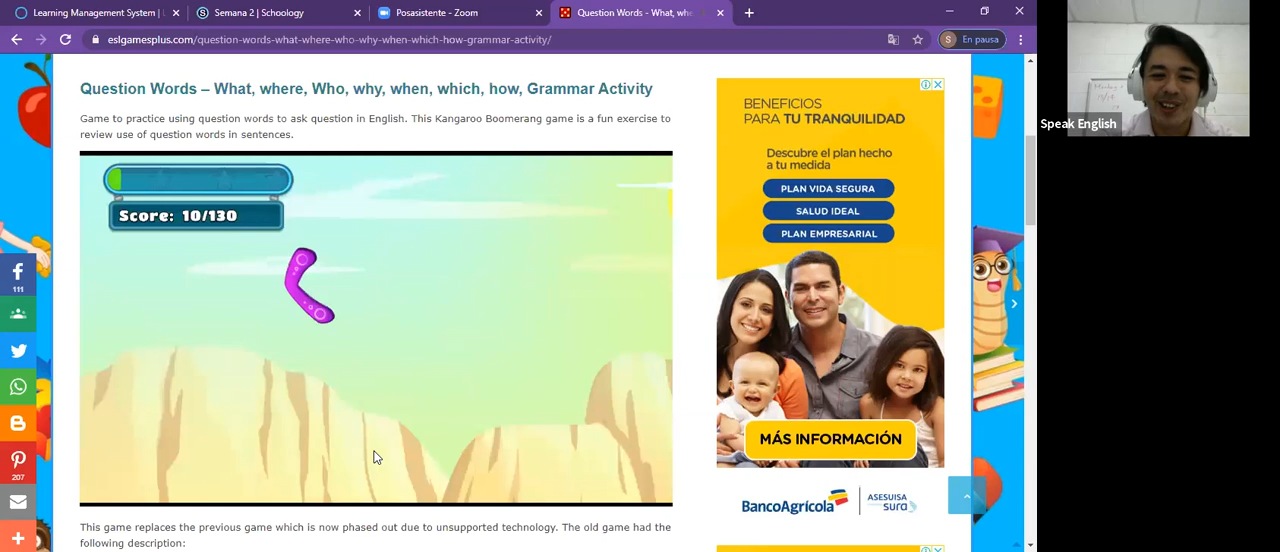 Learning Management System | L
Semana 2 | Schoology
Posasistente - Zoom
Question Words - What, whe
eslgamesplus.com/question-words-what-where-who-why-when-which-how-grammar-activity/
S
En pausa
Question Words – What, where, Who, why, when, which, how, Grammar Activity
Game to practice using question words to ask question in English. This Kangaroo Boomerang game is a fun exercise to
review use of question words in sentences.
Score: 10/130
111
207
This game replaces the previous game which is now phased out due to unsupported technology. The old game had the
following description:
BENEFICIOS
PARA TU TRANQUILIDAD
Descubre el plan hecho
a tu medida
PLAN VIDA SEGURA
SALUD IDEAL
PLAN EMPRESARIAL
MÁS INFORMACIÓN
BancoAgrícola
ASESUISA
sura
Speak English